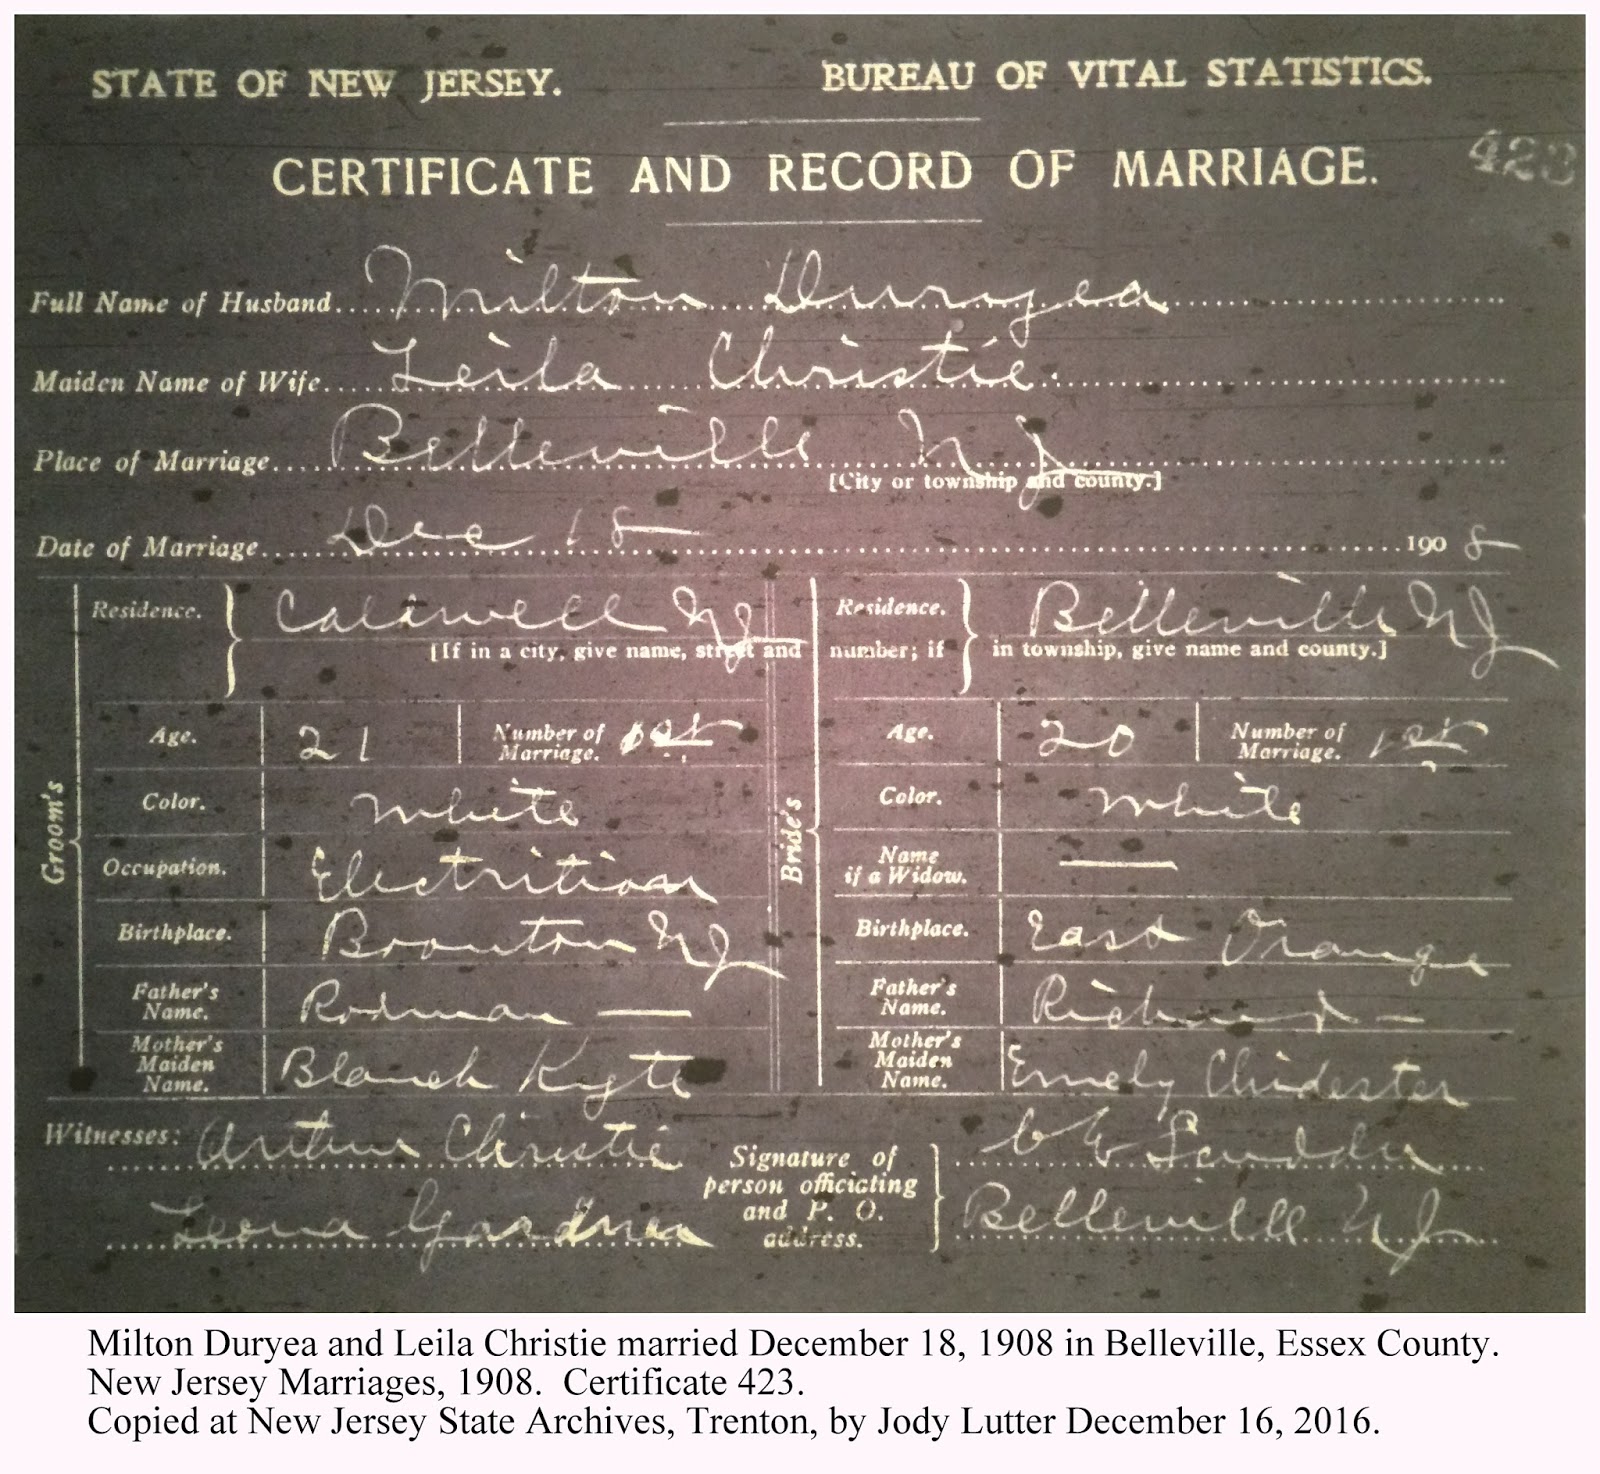 STATE OF NEW JERSEY. BUREAU OF VITAL STATISTICS.
CERTIFICATE AND RECORD OF MARRIAGE. 423
Full Name of Husband Milton Duryea
Maiden Name of Wife Leila Christie
Place of Marriage Belleville N J
[City or township and county.]
Date of Marriage Dec 18 1908
Groom's
Residence. Caldwell NJ
Bride's
Residence. Belleville NJ
[If in a city, give name, street and number; if in township, give name and county.]
Age. 21 Number of Marriage. 1st Age. 20 Number of Marriage. 1st
Color. White Color. White
Occupation. Electrition Name if a Widow. —
Birthplace. Boonton NJ Birthplace. East Orange
Father's Name. Rodman — Father's Name. Richard —
Mother's Maiden Name. Blanch Kyte Mother's Maiden Name. Emely Chidester
Witnesses: Arthur Christie Signature of person officiating and P. O. address. Scudder
Leona Gardner Belleville NJ
Milton Duryea and Leila Christie married December 18, 1908 in Belleville, Essex County.
New Jersey Marriages, 1908. Certificate 423.
Copied at New Jersey State Archives, Trenton, by Jody Lutter December 16, 2016.